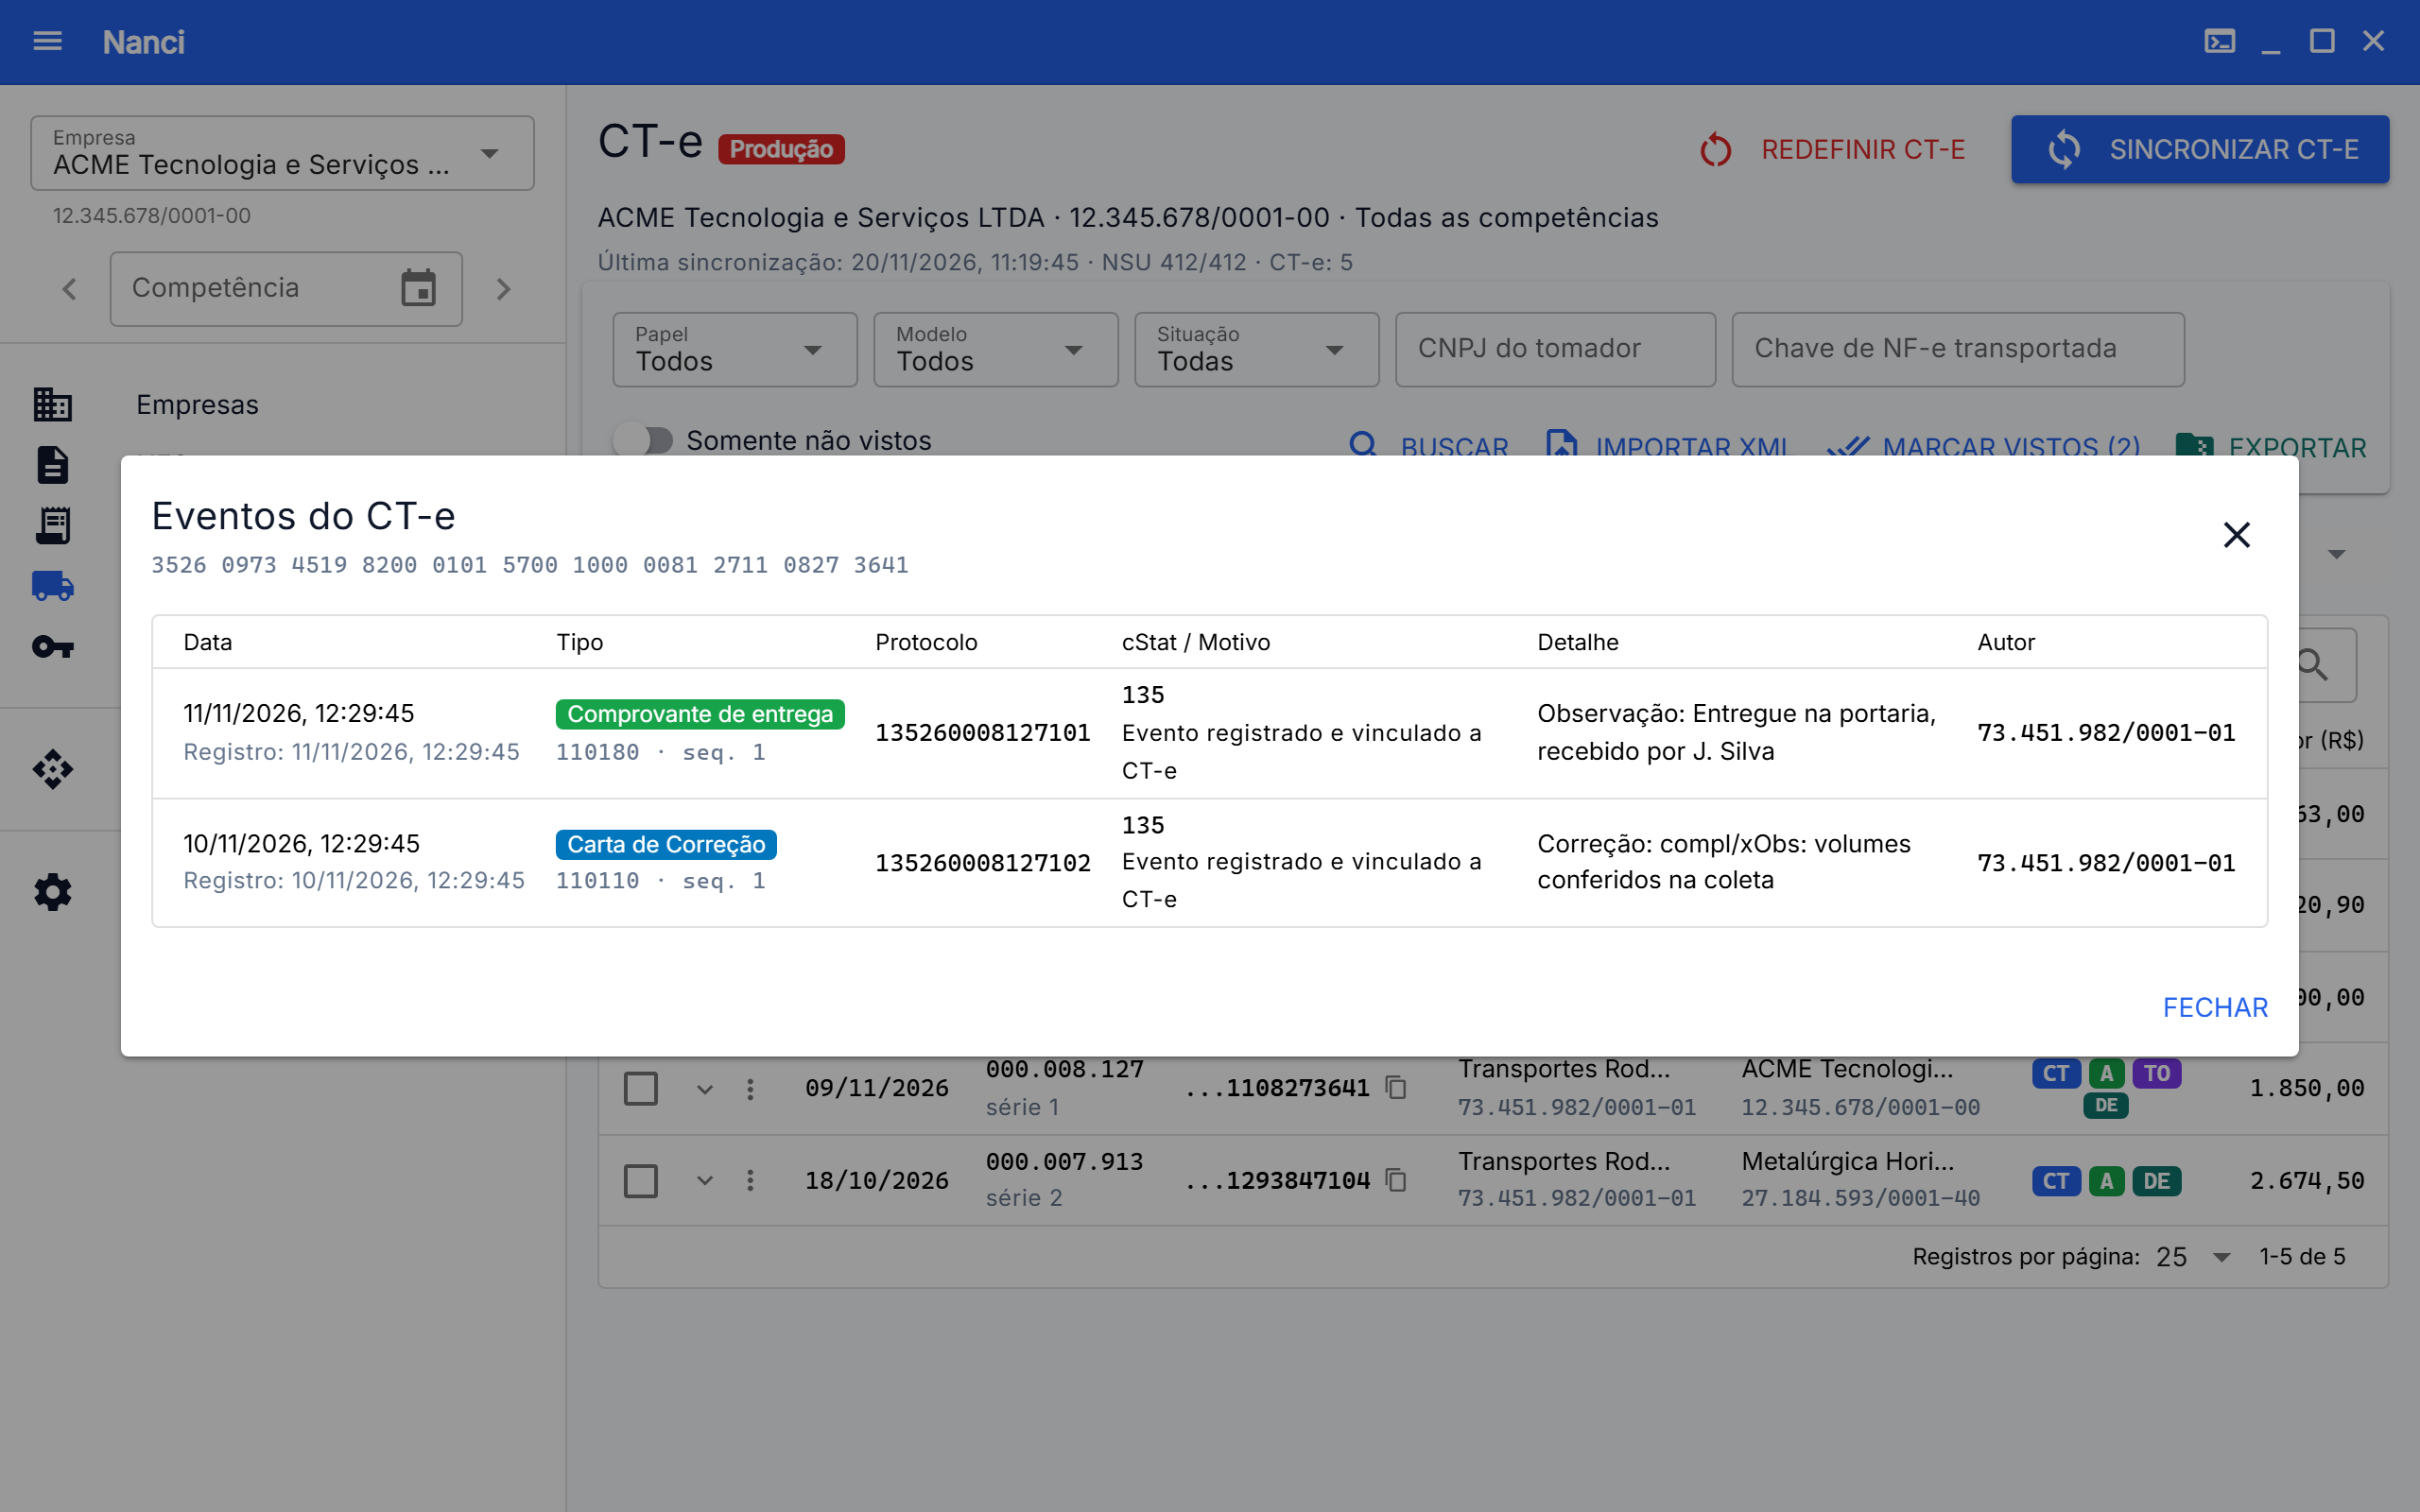 Nanci
Empresa
ACME Tecnologia e Serviços ...
12.345.678/0001-00
Competência
Empresas
CT-e Produção
REDEFINIR CT-E
SINCRONIZAR CT-E
ACME Tecnologia e Serviços LTDA · 12.345.678/0001-00 · Todas as competências
Última sincronização: 20/11/2026, 11:19:45 · NSU 412/412 · CT-e: 5
Papel
Todos
Modelo
Todos
Situação
Todas
CNPJ do tomador
Chave de NF-e transportada
Somente não vistos
BUSCAR
IMPORTAR XML
MARCAR VISTOS (2)
EXPORTAR
Eventos do CT-e
3526 0973 4519 8200 0101 5700 1000 0081 2711 0827 3641
Data Tipo Protocolo cStat / Motivo Detalhe Autor
11/11/2026, 12:29:45
Registro: 11/11/2026, 12:29:45
Comprovante de entrega
110180 · seq. 1
135260008127101
135
Evento registrado e vinculado a
CT-e
Observação: Entregue na portaria,
recebido por J. Silva
73.451.982/0001-01
10/11/2026, 12:29:45
Registro: 10/11/2026, 12:29:45
Carta de Correção
110110 · seq. 1
135260008127102
135
Evento registrado e vinculado a
CT-e
Correção: compl/xObs: volumes
conferidos na coleta
73.451.982/0001-01
FECHAR
(R$)
63,00
20,90
00,00
09/11/2026
000.008.127
série 1
...1108273641
Transportes Rod...
73.451.982/0001-01
ACME Tecnologi...
12.345.678/0001-00
CT A TO
DE
1.850,00
18/10/2026
000.007.913
série 2
...1293847104
Transportes Rod...
73.451.982/0001-01
Metalúrgica Hori...
27.184.593/0001-40
CT A DE
2.674,50
Registros por página: 25 1-5 de 5